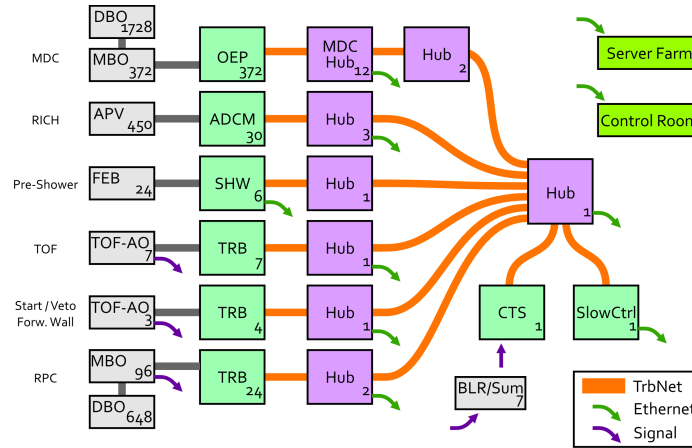 DBO
1728
MDC
MBO
372
OEP
372
MDC
Hub
12
Hub
2
Server Farm
RICH
APV
450
ADCM
30
Hub
3
Control Room
Pre-Shower
FEB
24
SHW
6
Hub
1
Hub
1
TOF
TOF-AO
7
TRB
7
Hub
1
Start / Veto
Forw. Wall
TOF-AO
3
TRB
4
Hub
1
CTS
1
SlowCtrl
1
RPC
MBO
96
TRB
24
Hub
2
DBO
648
BLR/Sum
7
TrbNet
Ethernet
Signal